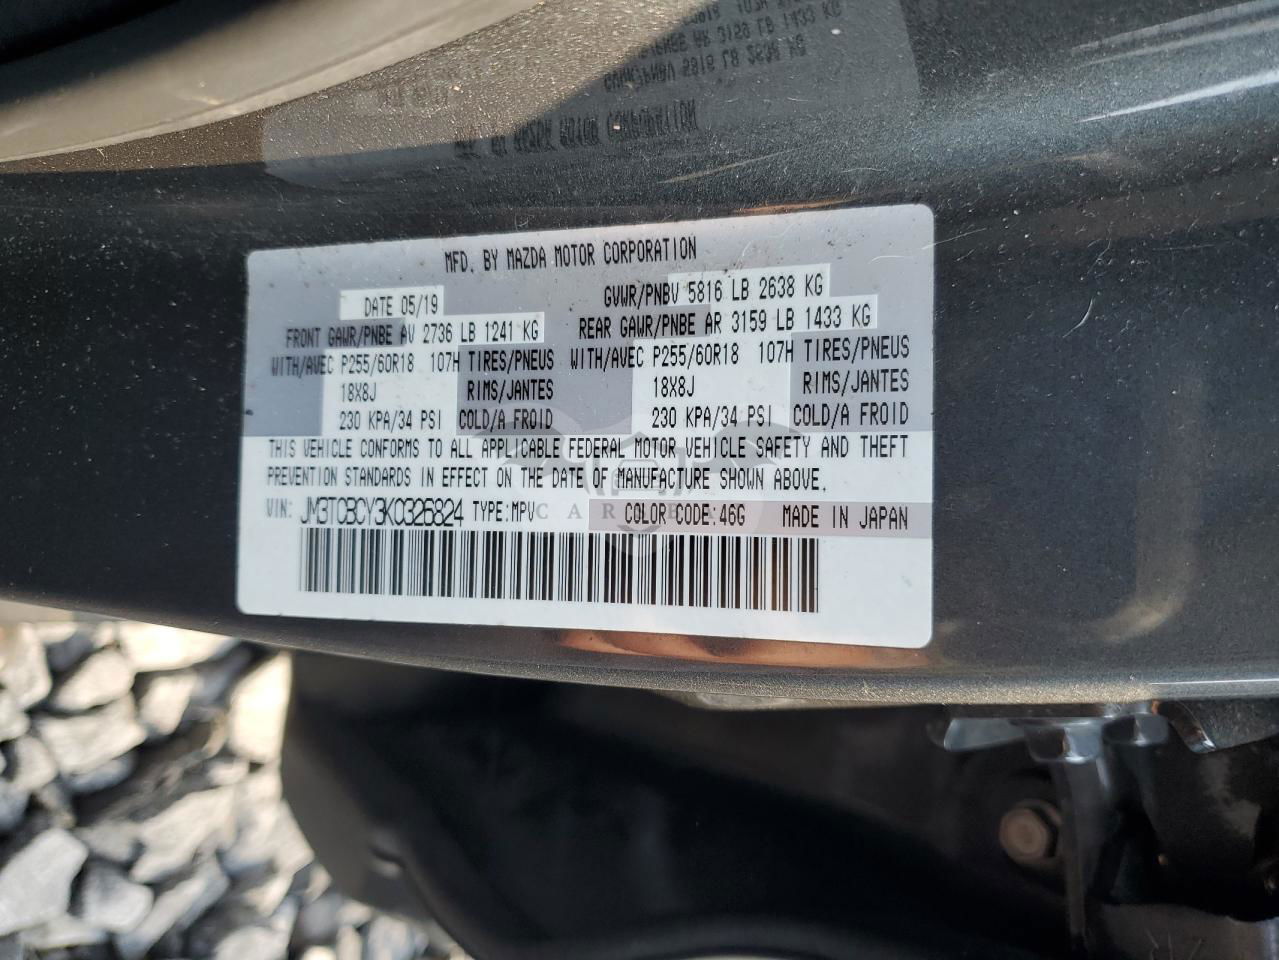 MFD. BY MAZDA MOTOR CORPORATION
DATE 05/19 GVWR/PNBV 5816 LB 2638 KG
FRONT GAWR/PNBE AV 2736 LB 1241 KG REAR GAWR/PNBE AR 3159 LB 1433 KG
WITH/AVEC P255/60R18 107H TIRES/PNEUS WITH/AVEC P255/60R18 107H TIRES/PNEUS
18X8J RIMS/JANTES 18X8J RIMS/JANTES
230 KPA/34 PSI COLD/A FROID 230 KPA/34 PSI COLD/A FROID
THIS VEHICLE CONFORMS TO ALL APPLICABLE FEDERAL MOTOR VEHICLE SAFETY AND THEFT
PREVENTION STANDARDS IN EFFECT ON THE DATE OF MANUFACTURE SHOWN ABOVE.
VIN: JM3TCBCY3K0326824 TYPE:MPV COLOR CODE:46G MADE IN JAPAN